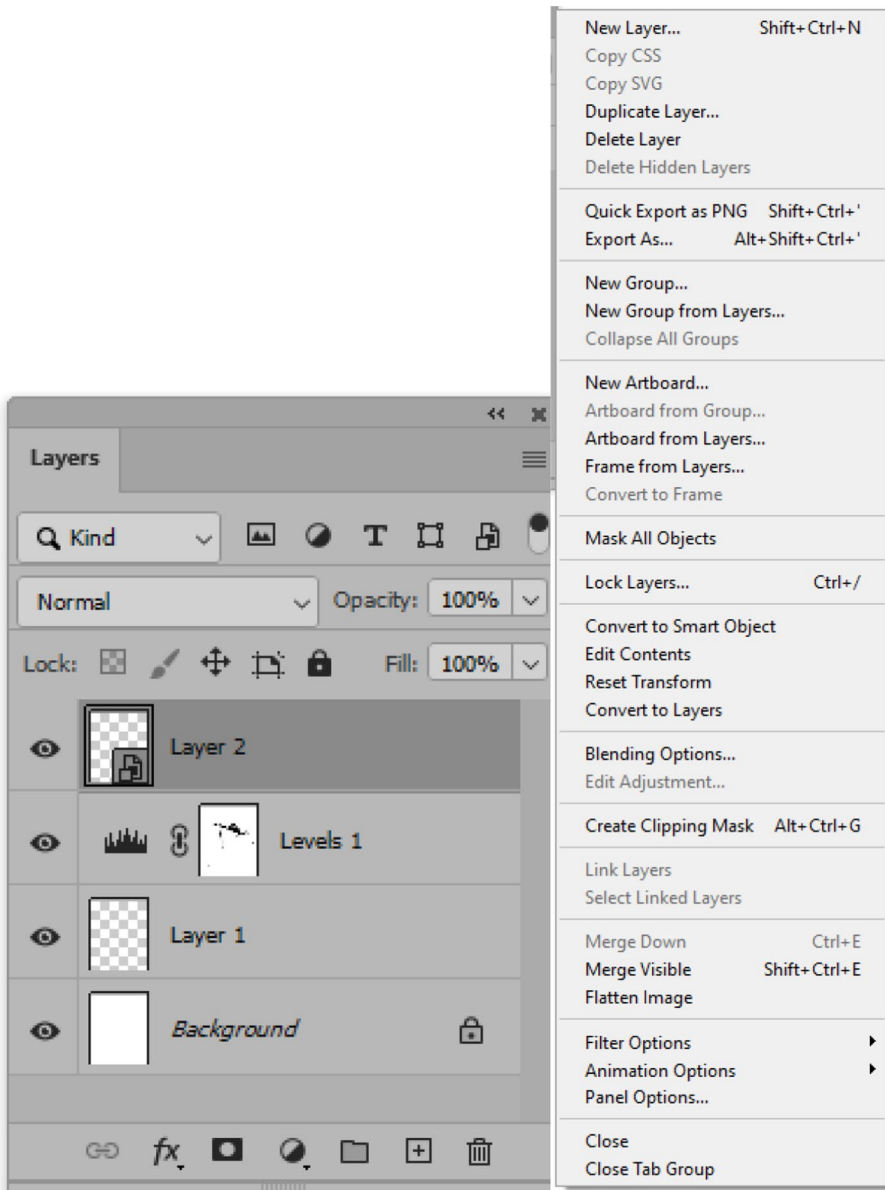 Layers
Kind
Normal Opacity: 100%
Lock: Fill: 100%
Layer 2
Levels 1
Layer 1
Background
fx
New Layer... Shift+Ctrl+N
Copy CSS
Copy SVG
Duplicate Layer...
Delete Layer
Delete Hidden Layers
Quick Export as PNG Shift+Ctrl+'
Export As... Alt+Shift+Ctrl+'
New Group...
New Group from Layers...
Collapse All Groups
New Artboard...
Artboard from Group...
Artboard from Layers...
Frame from Layers...
Convert to Frame
Mask All Objects
Lock Layers... Ctrl+/
Convert to Smart Object
Edit Contents
Reset Transform
Convert to Layers
Blending Options...
Edit Adjustment...
Create Clipping Mask Alt+Ctrl+G
Link Layers
Select Linked Layers
Merge Down Ctrl+E
Merge Visible Shift+Ctrl+E
Flatten Image
Filter Options
Animation Options
Panel Options...
Close
Close Tab Group